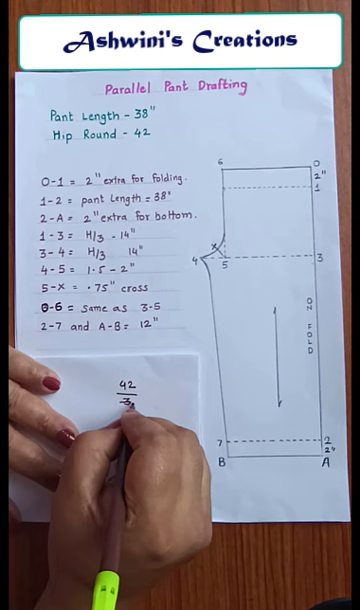 Ashwini's Creations
Parallel Pant Drafting
Pant Length - 38"
Hip Round - 42
0-1 = 2" extra for folding.
1-2 = pant length = 38"
2-A = 2" extra for bottom.
1-3 = H/3 - 14"
3-4 = H/3 14"
4-5 = 1.5 - 2"
5-x = .75" cross
0-6 = same as 3-5
2-7 and A-B = 12"
6 0
2"
1
x
4 5 3
ON FOLD
7 2
2"
B A
42
3